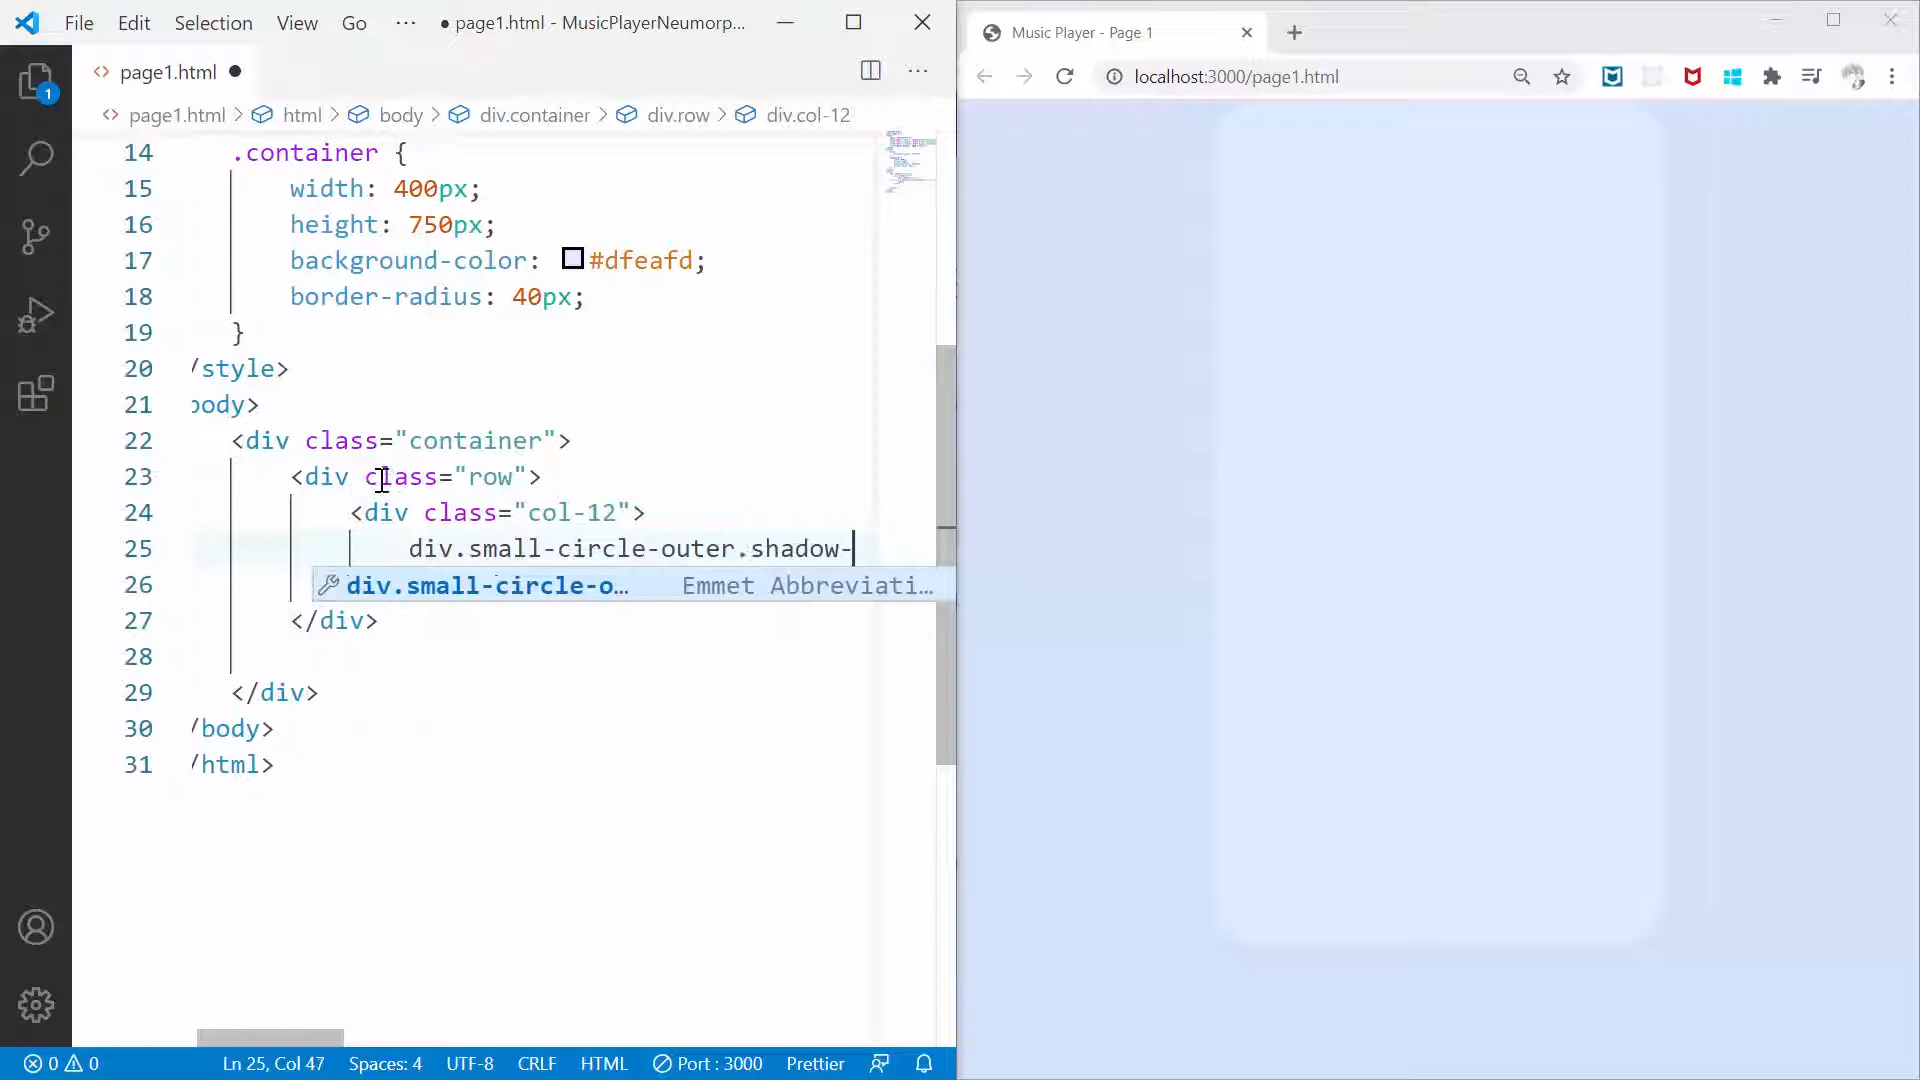 File Edit Selection View Go ··· ● page1.html - MusicPlayerNeumorp...
page1.html ●
page1.html > html > body > div.container > div.row > div.col-12
14 .container {
15 width: 400px;
16 height: 750px;
17 background-color: #dfeafd;
18 border-radius: 40px;
19 }
20 /style>
21 body>
22 <div class="container">
23 <div class="row">
24 <div class="col-12">
25 div.small-circle-outer.shadow-
26 div.small-circle-o... Emmet Abbreviati...
27 </div>
28
29 </div>
30 /body>
31 /html>
1
0 0 Ln 25, Col 47 Spaces: 4 UTF-8 CRLF HTML Port : 3000 Prettier
Music Player - Page 1
localhost:3000/page1.html